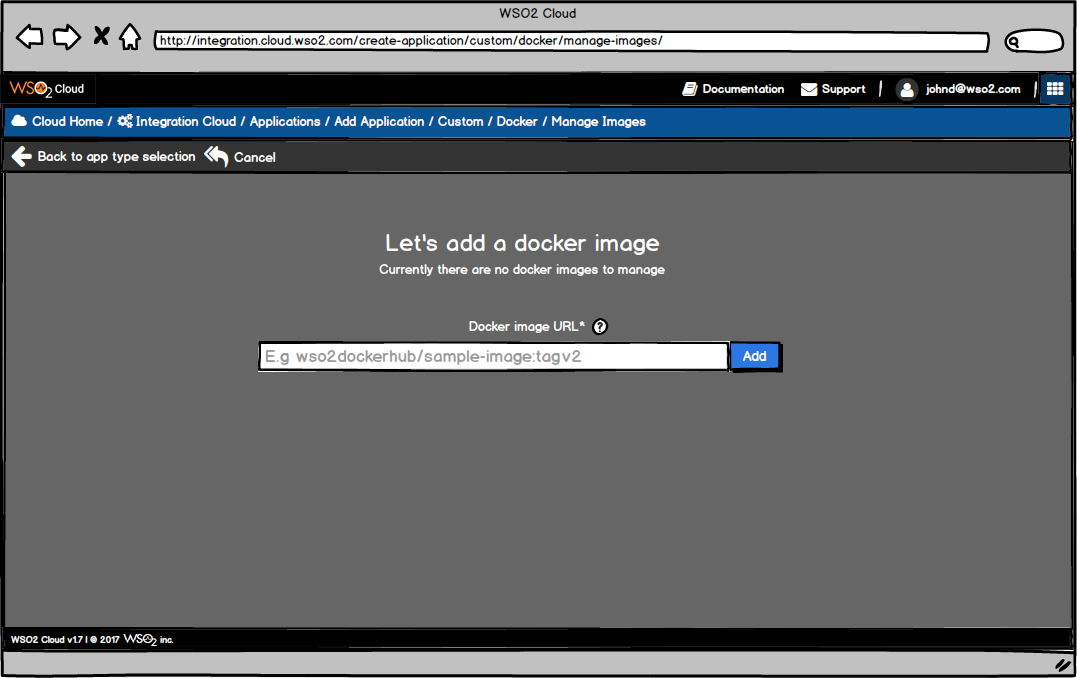 WSO2 Cloud
http://integration.cloud.wso2.com/create-application/custom/docker/manage-images/
WSO2 Cloud Documentation Support | johnd@wso2.com |
Cloud Home / Integration Cloud / Applications / Add Application / Custom / Docker / Manage Images
Back to app type selection Cancel
Let's add a docker image
Currently there are no docker images to manage
Docker image URL* ?
E.g wso2dockerhub/sample-image:tagv2 Add
WSO2 Cloud v1.7 | © 2017 WSO2 inc.